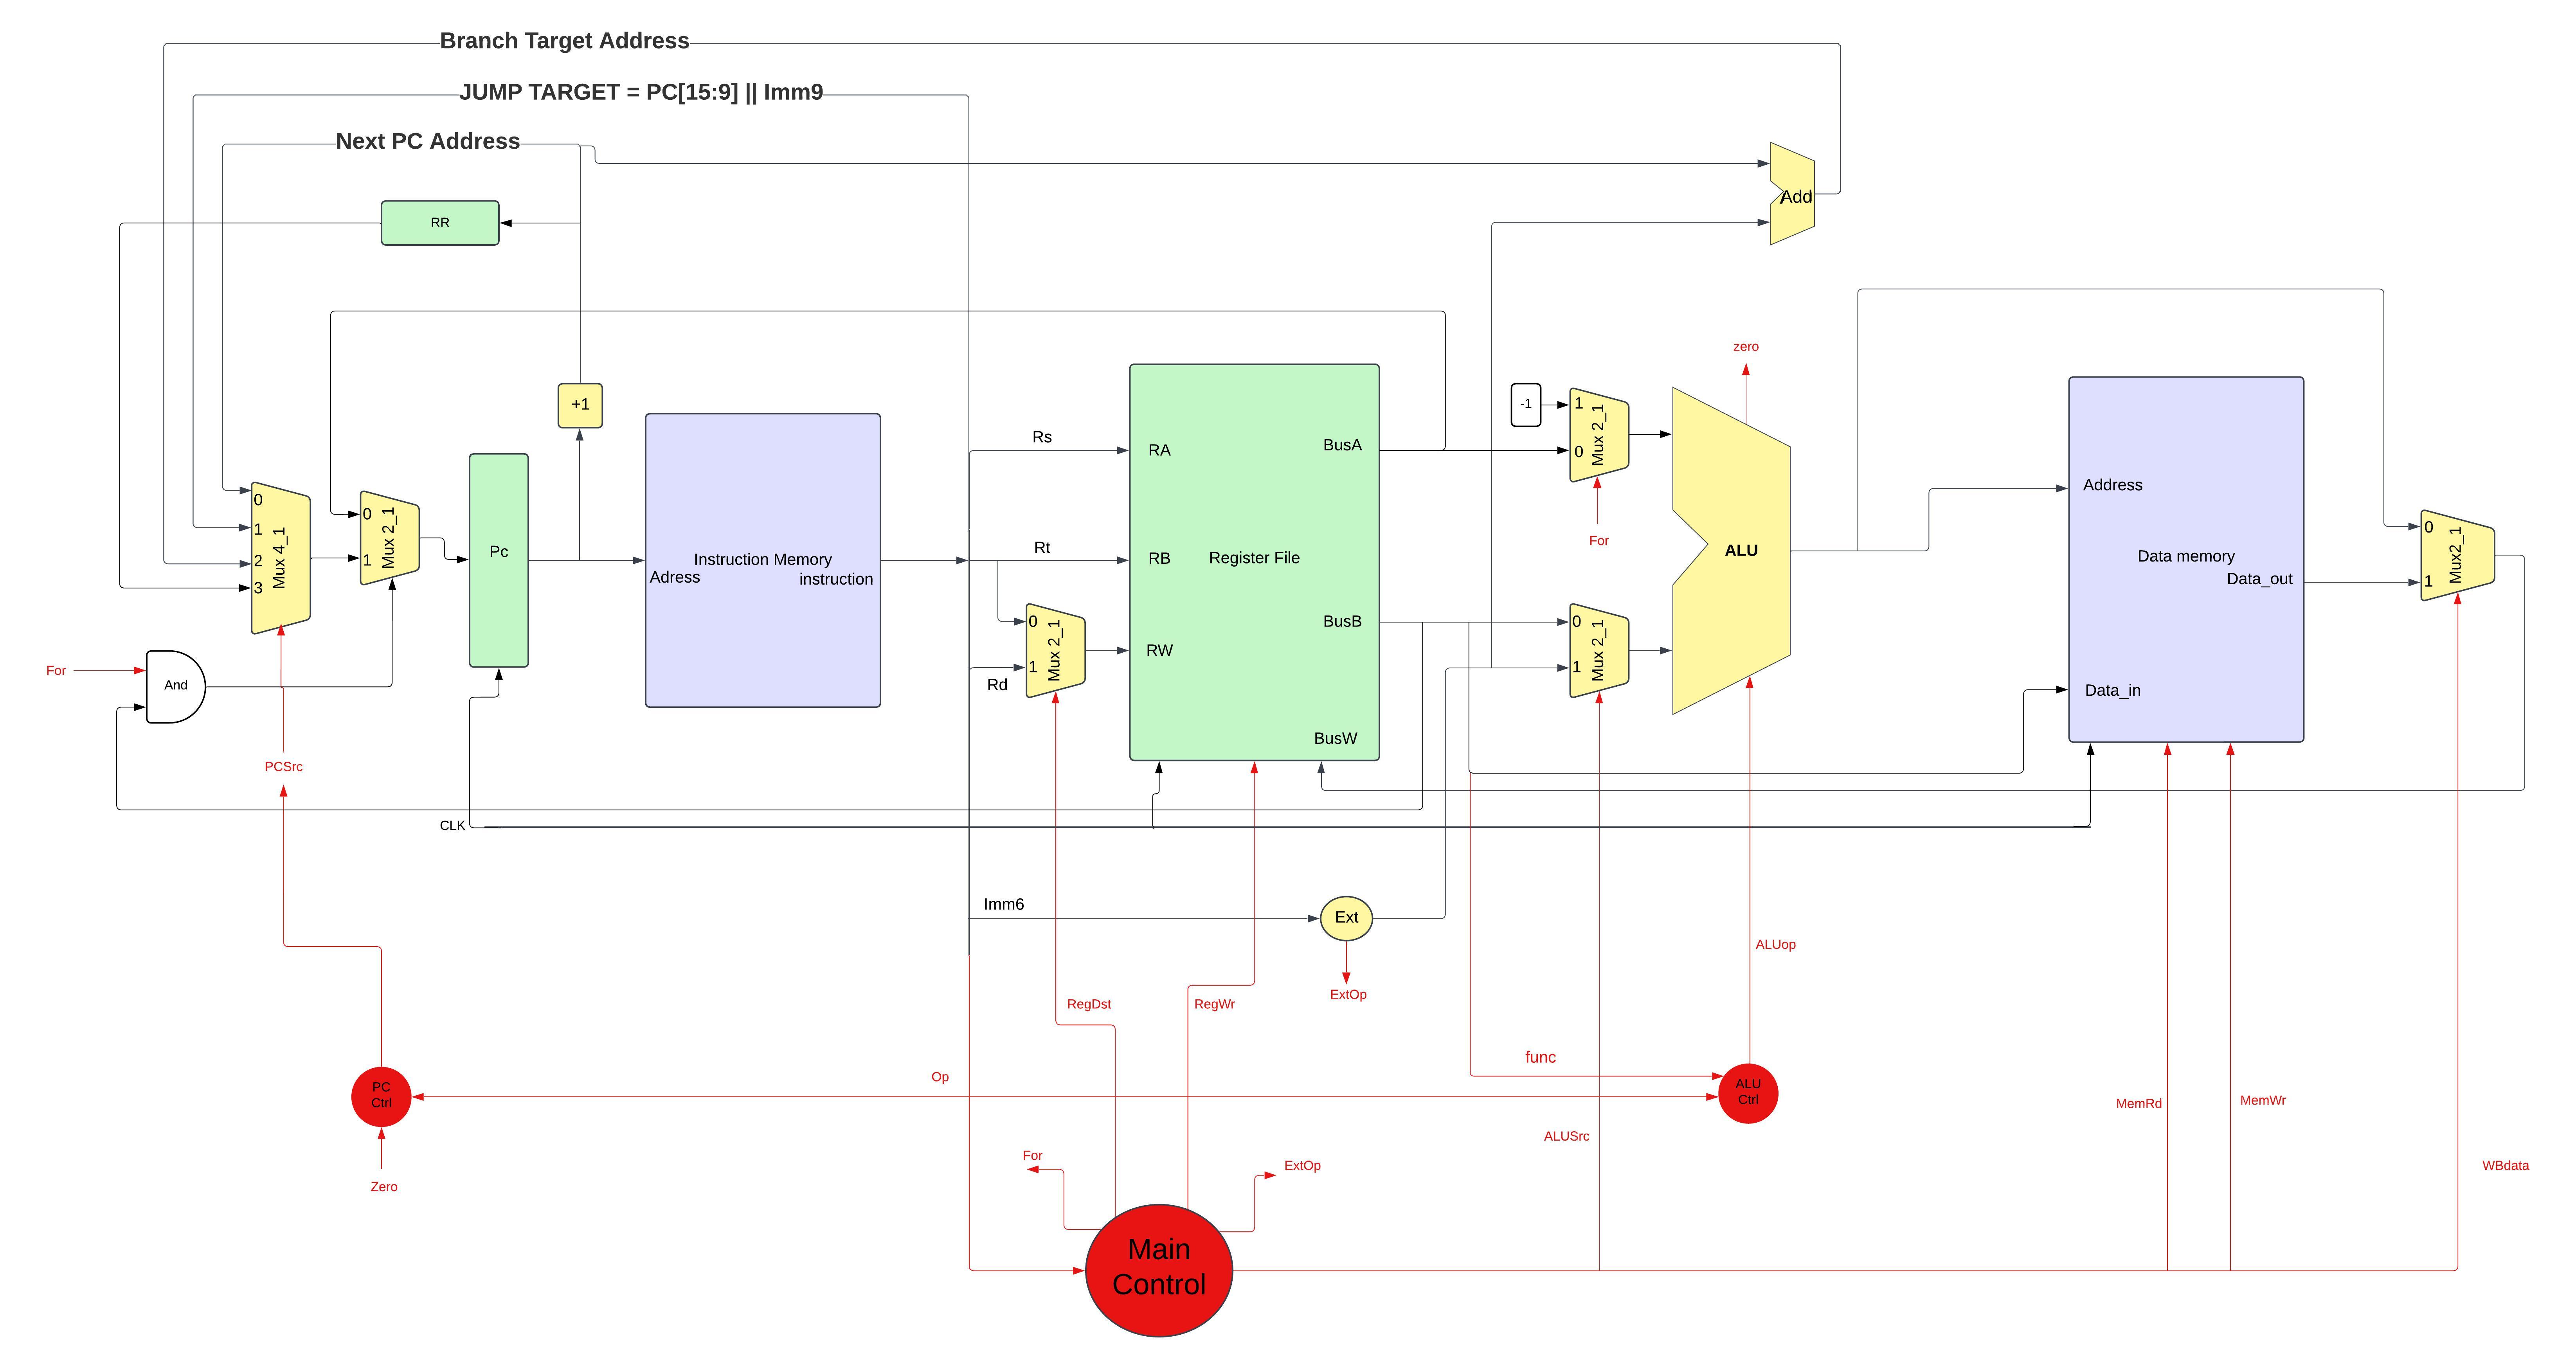 Branch Target Address
JUMP TARGET = PC[15:9] || Imm9
Next PC Address
RR
Add
zero
+1
-1
1
0
Mux 2_1
For
Rs
RA
BusA
Rt
RB
Register File
BusB
RW
BusW
0
1
2
3
Mux 4_1
0
1
Mux 2_1
Pc
Instruction Memory
Adress
instruction
0
1
Mux 2_1
Rd
0
1
Mux 2_1
ALU
Address
Data memory
Data_out
Data_in
0
1
Mux2_1
For
And
PCSrc
CLK
Imm6
Ext
ExtOp
ALUop
RegDst
RegWr
func
Op
PC
Ctrl
ALU
Ctrl
MemRd
MemWr
ALUSrc
Zero
For
ExtOp
WBdata
Main
Control